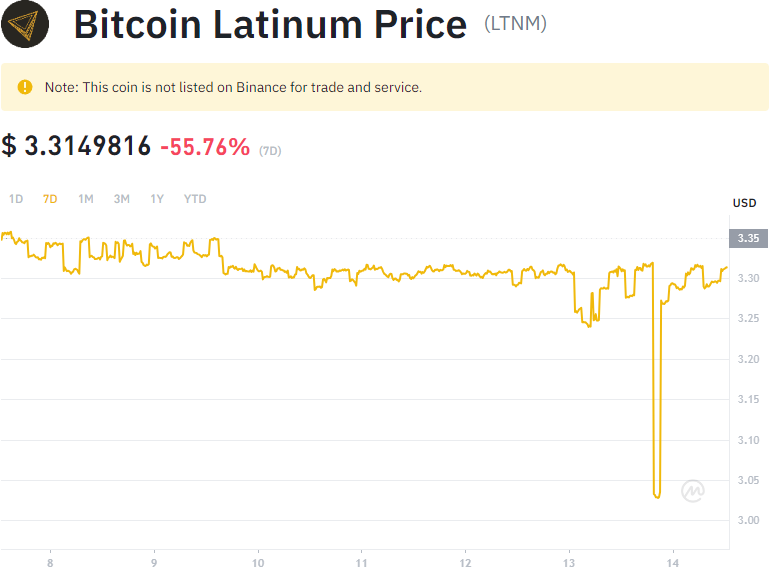 Bitcoin Latinum Price (LTNM)
Note: This coin is not listed on Binance for trade and service.
$ 3.3149816 -55.76% (7D)
1D 7D 1M 3M 1Y YTD
USD
3.35
3.30
3.25
3.20
3.15
3.10
3.05
3.00
8 9 10 11 12 13 14